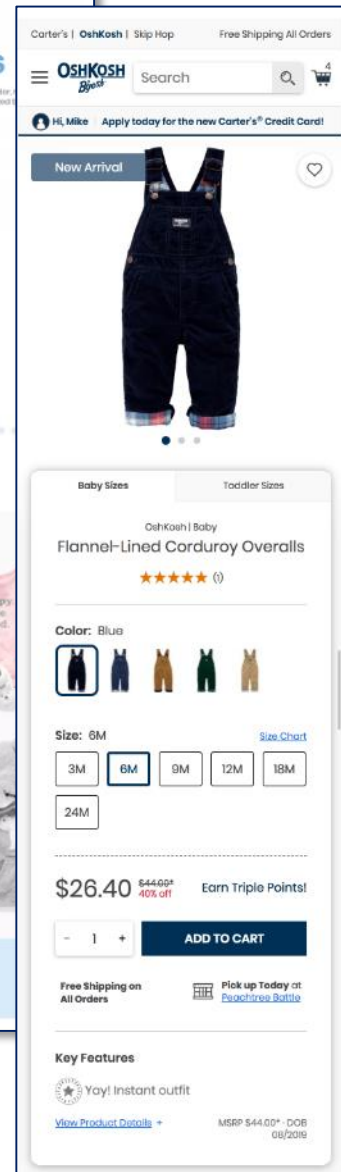 Carter's | OshKosh | Skip Hop Free Shipping All Orders
OSHKOSH Search 4
B'gosh
Hi, Mike Apply today for the new Carter's® Credit Card!
New Arrival
Baby Sizes Toddler Sizes
OshKosh | Baby
Flannel-Lined Corduroy Overalls
(1)
Color: Blue
Size: 6M Size Chart
3M 6M 9M 12M 18M
24M
$26.40 $44.00* 40% off Earn Triple Points!
- 1 + ADD TO CART
Free Shipping on All Orders Pick up Today at Peachtree Battle
Key Features
Yay! Instant outfit
View Product Details + MSRP $44.00* · DOB
08/2019